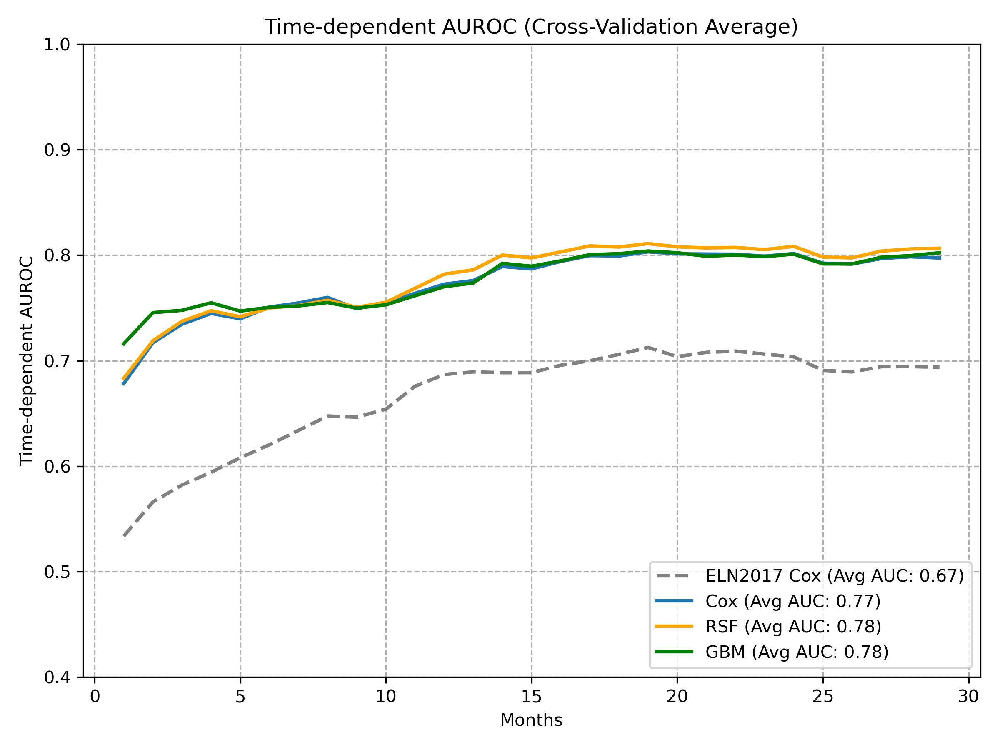 Time-dependent AUROC (Cross-Validation Average)
Time-dependent AUROC
1.0
0.9
0.8
0.7
0.6
0.5
0.4
0 5 10 15 20 25 30
Months
ELN2017 Cox (Avg AUC: 0.67)
Cox (Avg AUC: 0.77)
RSF (Avg AUC: 0.78)
GBM (Avg AUC: 0.78)